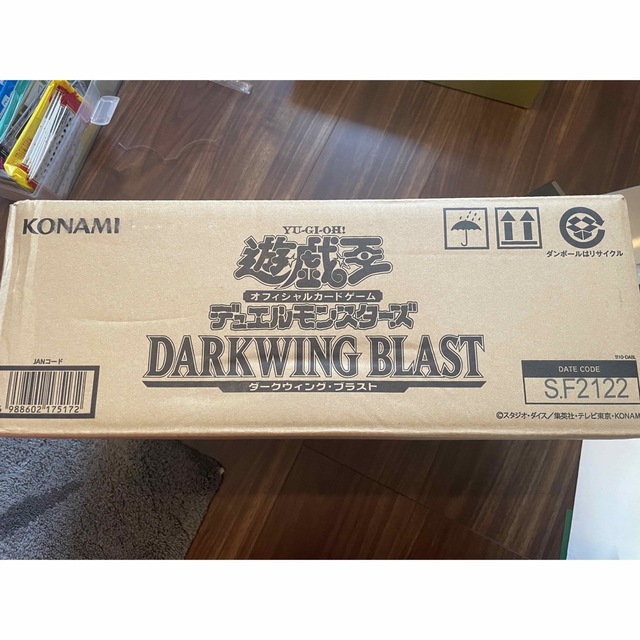 KONAMI
YU-GI-OH!
遊戯王
オフィシャルカードゲーム
デュエルモンスターズ
DARKWING BLAST
ダークウィング・ブラスト
ダンボールはリサイクル
JANコード
988602 175172
DATE CODE
S.F2122
©スタジオ・ダイス/集英社・テレビ東京・KONAMI